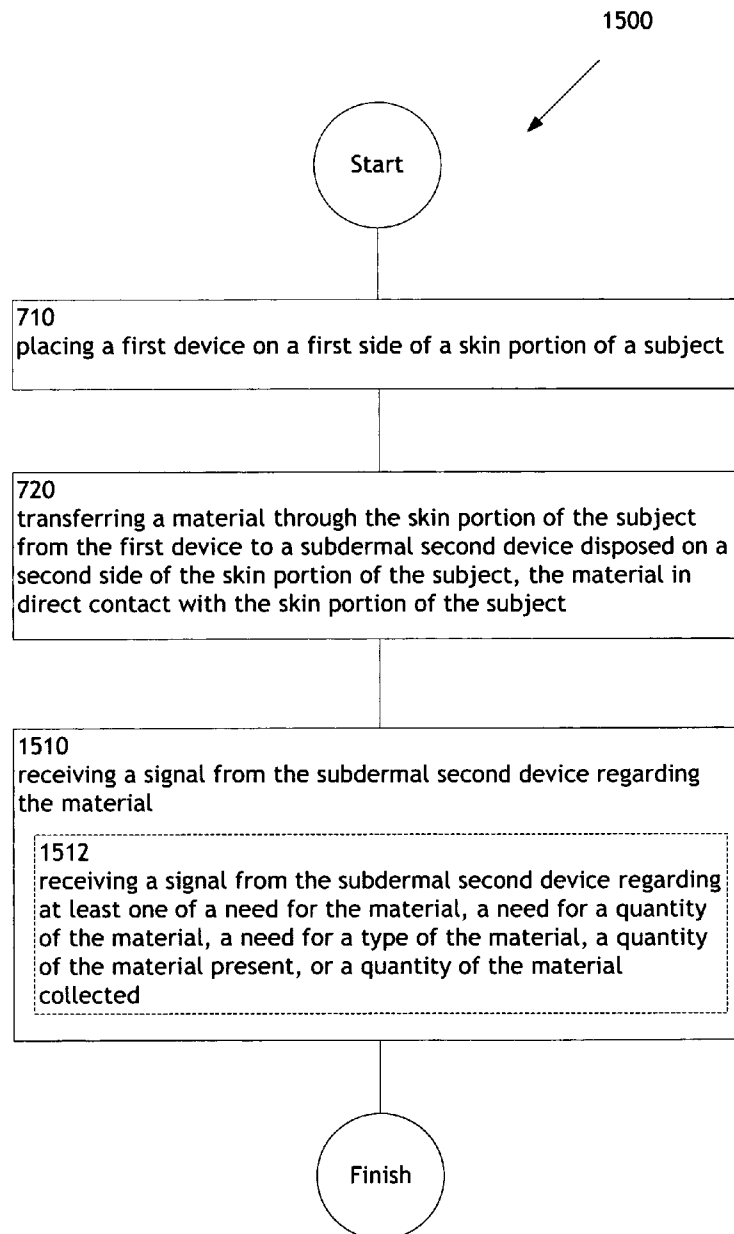 1500
Start
710
placing a first device on a first side of a skin portion of a subject
720
transferring a material through the skin portion of the subject
from the first device to a subdermal second device disposed on a
second side of the skin portion of the subject, the material in
direct contact with the skin portion of the subject
1510
receiving a signal from the subdermal second device regarding
the material
1512
receiving a signal from the subdermal second device regarding
at least one of a need for the material, a need for a quantity
of the material, a need for a type of the material, a quantity
of the material present, or a quantity of the material
collected
Finish